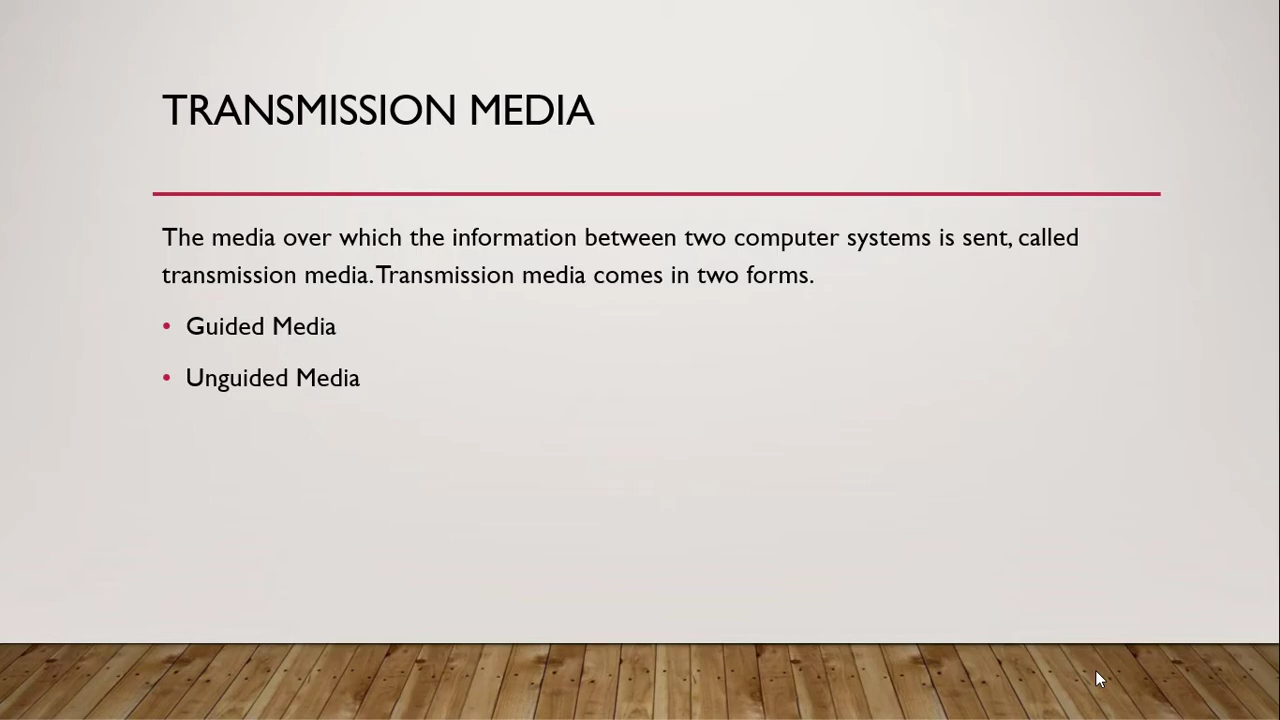 TRANSMISSION MEDIA
The media over which the information between two computer systems is sent, called
transmission media. Transmission media comes in two forms.
• Guided Media
• Unguided Media